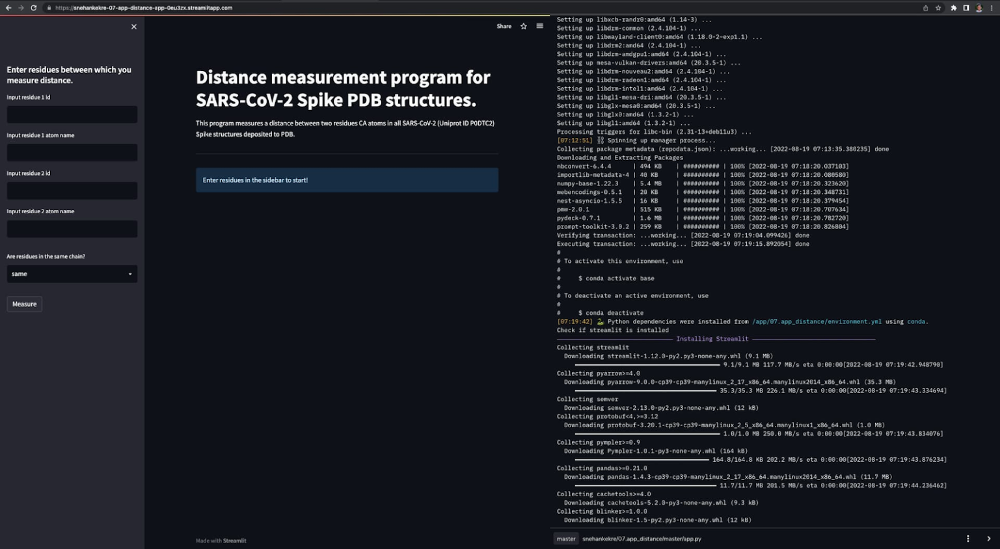 https://snehankekre-07-app-distance-app-0eu3zx.streamlitapp.com
Enter residues between which you
measure distance.
Input residue 1 id
Input residue 1 atom name
Input residue 2 id
Input residue 2 atom name
Are residues in the same chain?
same
Measure
Share
Distance measurement program for
SARS-CoV-2 Spike PDB structures.
This program measures a distance between two residues CA atoms in all SARS-CoV-2 (Uniprot ID P0DTC2)
Spike structures deposited to PDB.
Enter residues in the sidebar to start!
Made with Streamlit
Setting up libxcb-randr0:amd64 (1.14-3) ...
Setting up libdrm-common (2.4.104-1) ...
Setting up libwayland-client0:amd64 (1.18.0-2~exp1.1) ...
Setting up libdrm2:amd64 (2.4.104-1) ...
Setting up libdrm-amdgpu1:amd64 (2.4.104-1) ...
Setting up mesa-vulkan-drivers:amd64 (20.3.5-1) ...
Setting up libdrm-nouveau2:amd64 (2.4.104-1) ...
Setting up libdrm-radeon1:amd64 (2.4.104-1) ...
Setting up libdrm-intel1:amd64 (2.4.104-1) ...
Setting up libgl1-mesa-dri:amd64 (20.3.5-1) ...
Setting up libglx-mesa0:amd64 (20.3.5-1) ...
Setting up libglx0:amd64 (1.3.2-1) ...
Setting up libgl1:amd64 (1.3.2-1) ...
Processing triggers for libc-bin (2.31-13+deb11u3) ...
[07:12:51] ⛓ Spinning up manager process...
Collecting package metadata (repodata.json): ...working... [2022-08-19 07:13:35.380235] done
Downloading and Extracting Packages
nbconvert-6.4.4 | 494 KB | ########## | 100% [2022-08-19 07:18:20.037103]
importlib-metadata-4 | 40 KB | ########## | 100% [2022-08-19 07:18:20.080580]
numpy-base-1.22.3 | 5.4 MB | ########## | 100% [2022-08-19 07:18:20.323620]
webencodings-0.5.1 | 20 KB | ########## | 100% [2022-08-19 07:18:20.348731]
nest-asyncio-1.5.5 | 16 KB | ########## | 100% [2022-08-19 07:18:20.379454]
pmw-2.0.1 | 515 KB | ########## | 100% [2022-08-19 07:18:20.707634]
pydeck-0.7.1 | 1.6 MB | ########## | 100% [2022-08-19 07:18:20.782720]
prompt-toolkit-3.0.2 | 259 KB | ########## | 100% [2022-08-19 07:18:20.826804]
Verifying transaction: ...working... [2022-08-19 07:19:04.099426] done
Executing transaction: ...working... [2022-08-19 07:19:15.892054] done
#
# To activate this environment, use
#
# $ conda activate base
#
# To deactivate an active environment, use
#
# $ conda deactivate
[07:19:42] 🐍 Python dependencies were installed from /app/07.app_distance/environment.yml using conda.
Check if streamlit is installed
Installing Streamlit
Collecting streamlit
Downloading streamlit-1.12.0-py2.py3-none-any.whl (9.1 MB)
9.1/9.1 MB 117.7 MB/s eta 0:00:00[2022-08-19 07:19:42.948790]
Collecting pyarrow>=4.0
Downloading pyarrow-9.0.0-cp39-cp39-manylinux_2_17_x86_64.manylinux2014_x86_64.whl (35.3 MB)
35.3/35.3 MB 226.1 MB/s eta 0:00:00[2022-08-19 07:19:43.334694]
Collecting semver
Downloading semver-2.13.0-py2.py3-none-any.whl (12 kB)
Collecting protobuf<4,>=3.12
Downloading protobuf-3.20.1-cp39-cp39-manylinux_2_5_x86_64.manylinux1_x86_64.whl (1.0 MB)
1.0/1.0 MB 250.0 MB/s eta 0:00:00[2022-08-19 07:19:43.834076]
Collecting pympler>=0.9
Downloading Pympler-1.0.1-py3-none-any.whl (164 kB)
164.8/164.8 KB 202.2 MB/s eta 0:00:00[2022-08-19 07:19:43.876234]
Collecting pandas>=0.21.0
Downloading pandas-1.4.3-cp39-cp39-manylinux_2_17_x86_64.manylinux2014_x86_64.whl (11.7 MB)
11.7/11.7 MB 201.5 MB/s eta 0:00:00[2022-08-19 07:19:44.236462]
Collecting cachetools>=4.0
Downloading cachetools-5.2.0-py3-none-any.whl (9.3 kB)
Collecting blinker>=1.0.0
Downloading blinker-1.5-py2.py3-none-any.whl (12 kB)
master snehankekre/07.app_distance/master/app.py